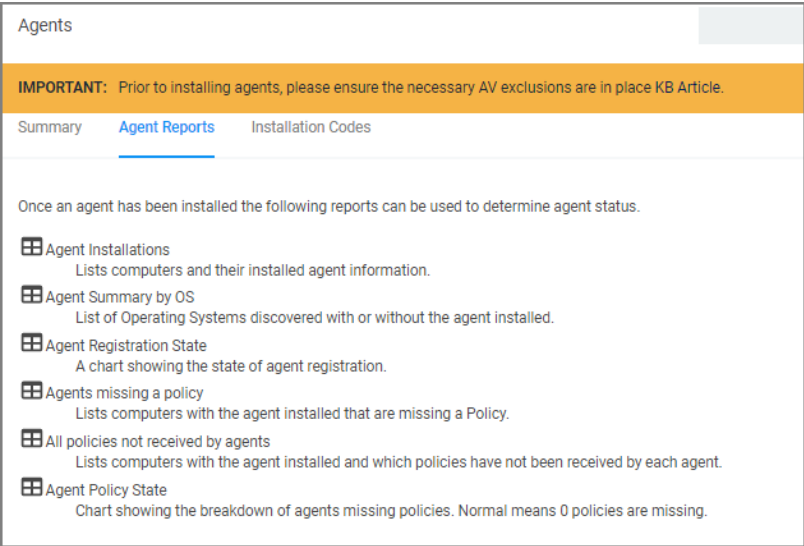 Agents
IMPORTANT: Prior to installing agents, please ensure the necessary AV exclusions are in place KB Article.
Summary Agent Reports Installation Codes
Once an agent has been installed the following reports can be used to determine agent status.
Agent Installations
Lists computers and their installed agent information.
Agent Summary by OS
List of Operating Systems discovered with or without the agent installed.
Agent Registration State
A chart showing the state of agent registration.
Agents missing a policy
Lists computers with the agent installed that are missing a Policy.
All policies not received by agents
Lists computers with the agent installed and which policies have not been received by each agent.
Agent Policy State
Chart showing the breakdown of agents missing policies. Normal means 0 policies are missing.